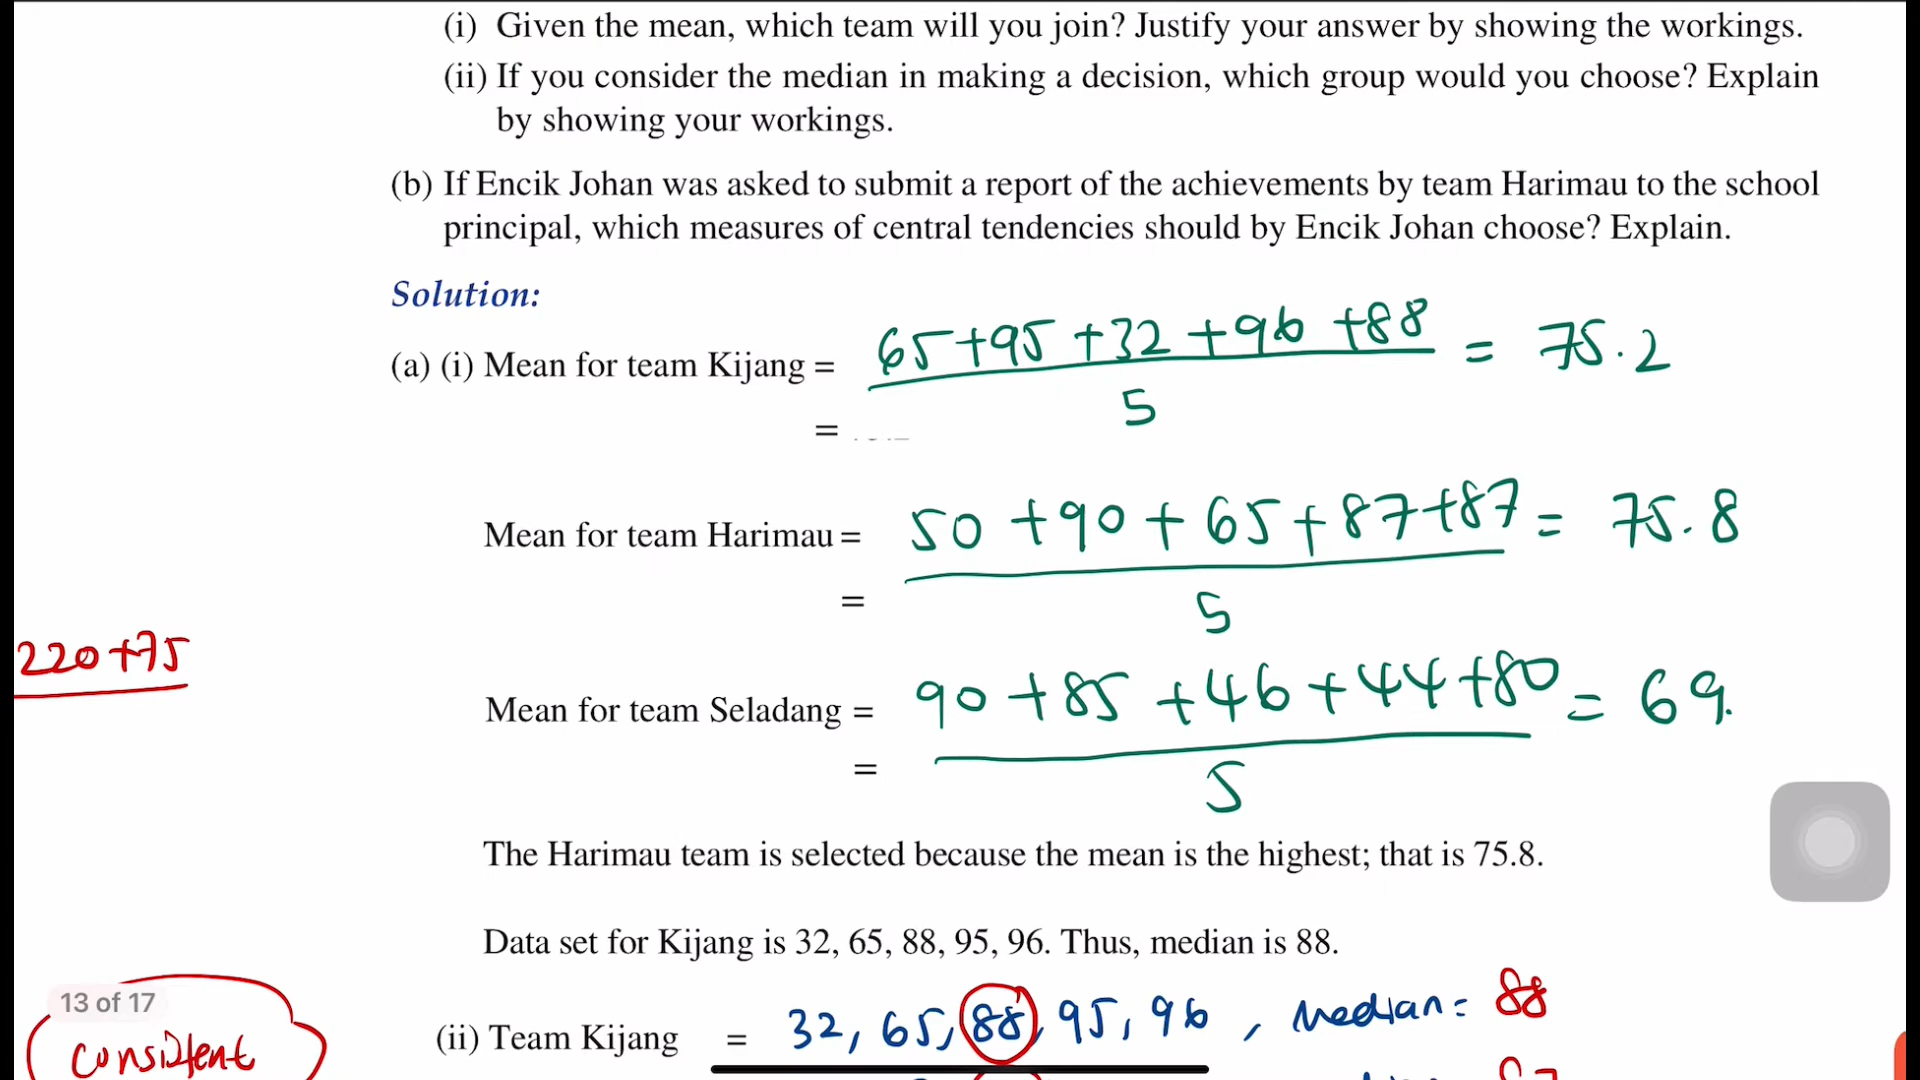 (i) Given the mean, which team will you join? Justify your answer by showing the workings.
(ii) If you consider the median in making a decision, which group would you choose? Explain
by showing your workings.
(b) If Encik Johan was asked to submit a report of the achievements by team Harimau to the school
principal, which measures of central tendencies should by Encik Johan choose? Explain.
Solution:
(a) (i) Mean for team Kijang = 65+95+32+96+88 = 75.2
5
=
Mean for team Harimau = 50+90+65+87+87 = 75.8
5
=
220+75
Mean for team Seladang = 90+85+46+44+80 = 69.
5
=
The Harimau team is selected because the mean is the highest; that is 75.8.
Data set for Kijang is 32, 65, 88, 95, 96. Thus, median is 88.
13 of 17
consistent
(ii) Team Kijang = 32, 65, 88, 95, 96, Median = 88